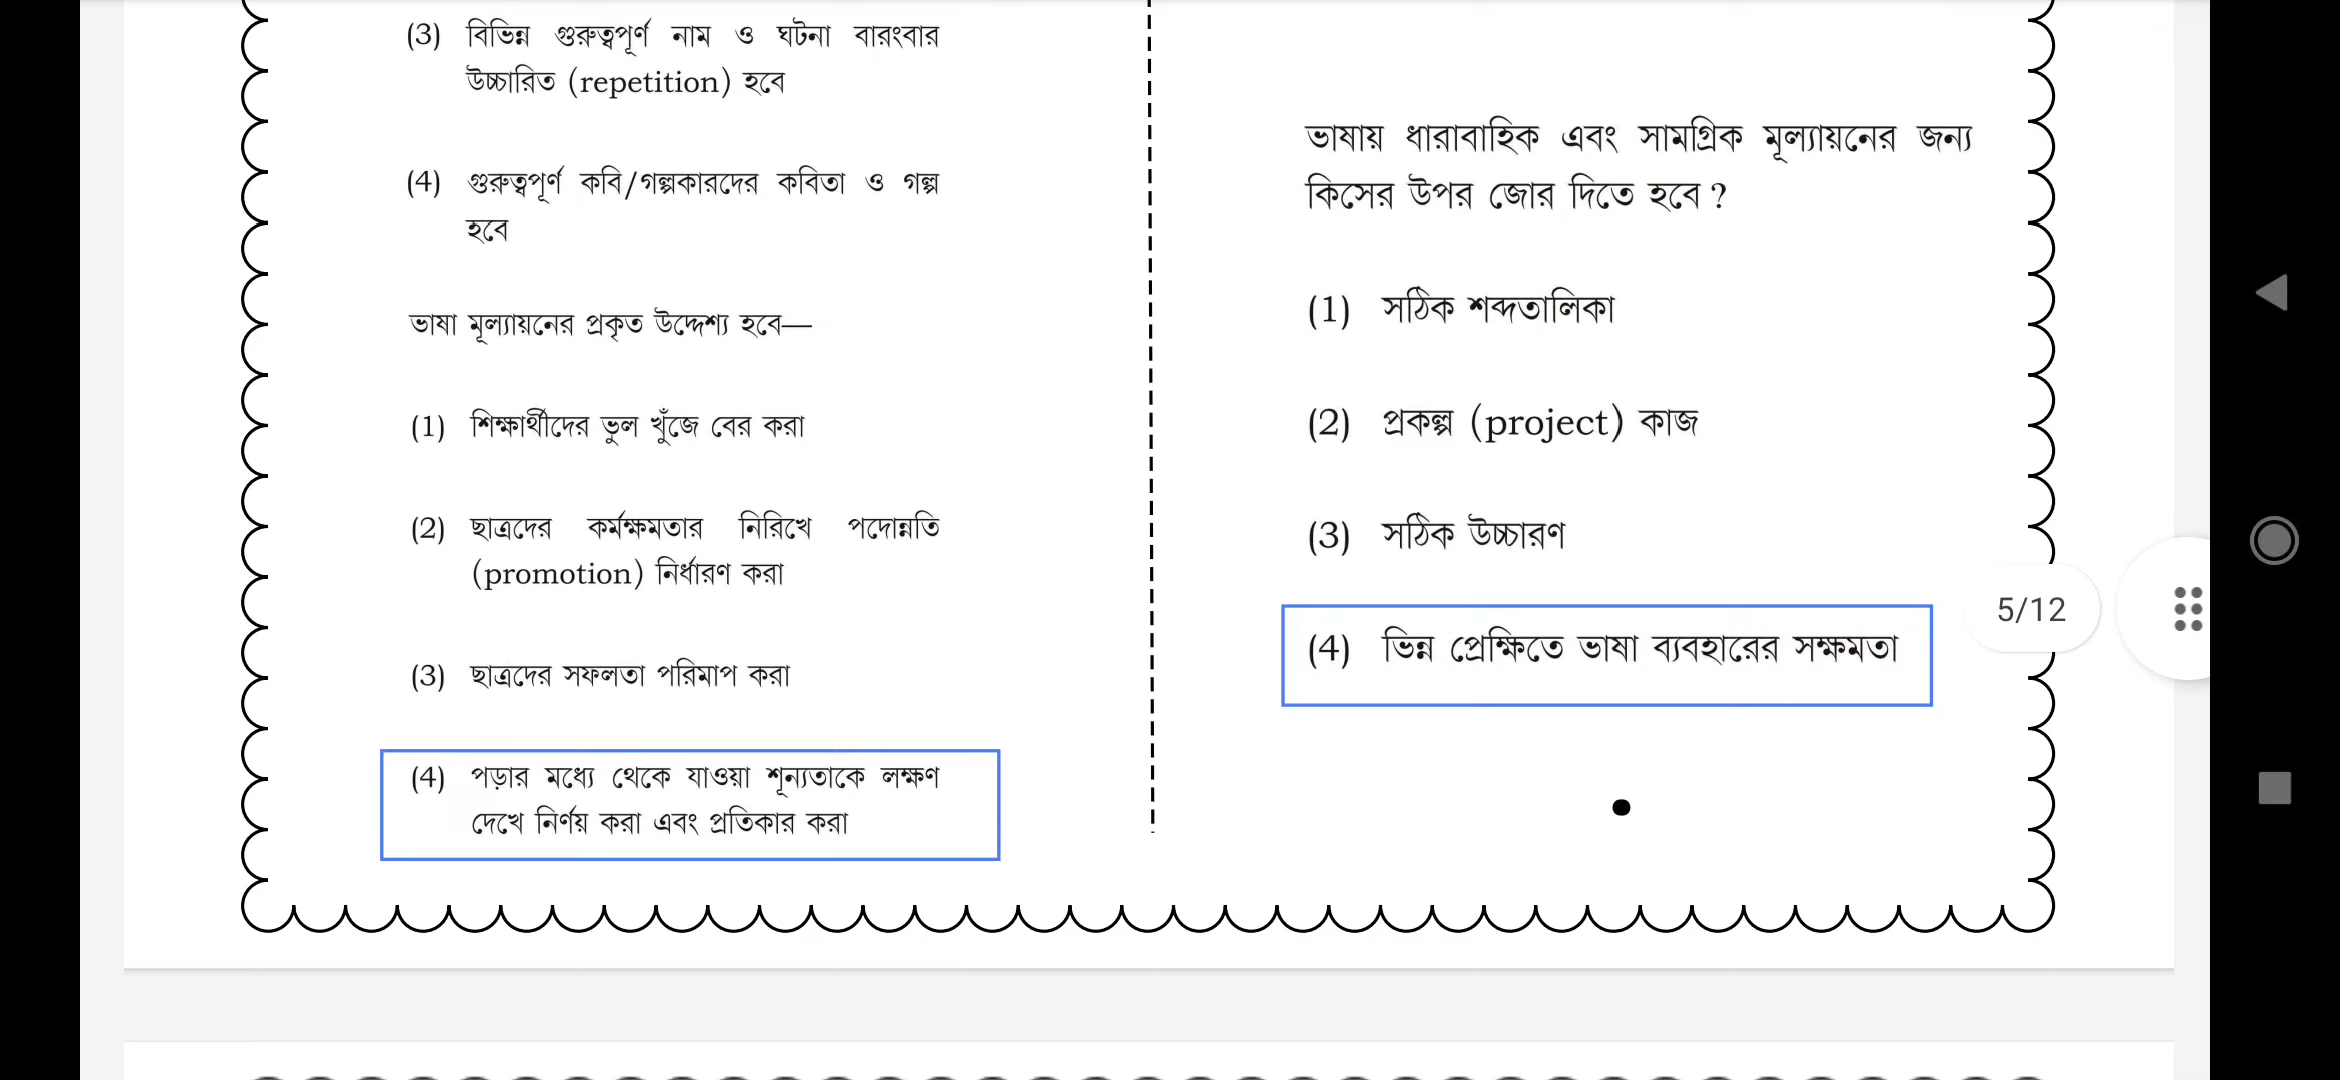 (3) বিভিন্ন গুরুত্বপূর্ণ নাম ও ঘটনা বারংবার
উচ্চারিত (repetition) হবে
(4) গুরুত্বপূর্ণ কবি/গল্পকারদের কবিতা ও গল্প
হবে
ভাষা মূল্যায়নের প্রকৃত উদ্দেশ্য হবে—
(1) শিক্ষার্থীদের ভুল খুঁজে বের করা
(2) ছাত্রদের কর্মক্ষমতার নিরিখে পদোন্নতি
(promotion) নির্ধারণ করা
(3) ছাত্রদের সফলতা পরিমাপ করা
(4) পড়ার মধ্যে থেকে যাওয়া শূন্যতাকে লক্ষণ
দেখে নির্ণয় করা এবং প্রতিকার করা
ভাষায় ধারাবাহিক এবং সামগ্রিক মূল্যায়নের জন্য
কিসের উপর জোর দিতে হবে ?
(1) সঠিক শব্দতালিকা
(2) প্রকল্প (project) কাজ
(3) সঠিক উচ্চারণ
(4) ভিন্ন প্রেক্ষিতে ভাষা ব্যবহারের সক্ষমতা
5/12